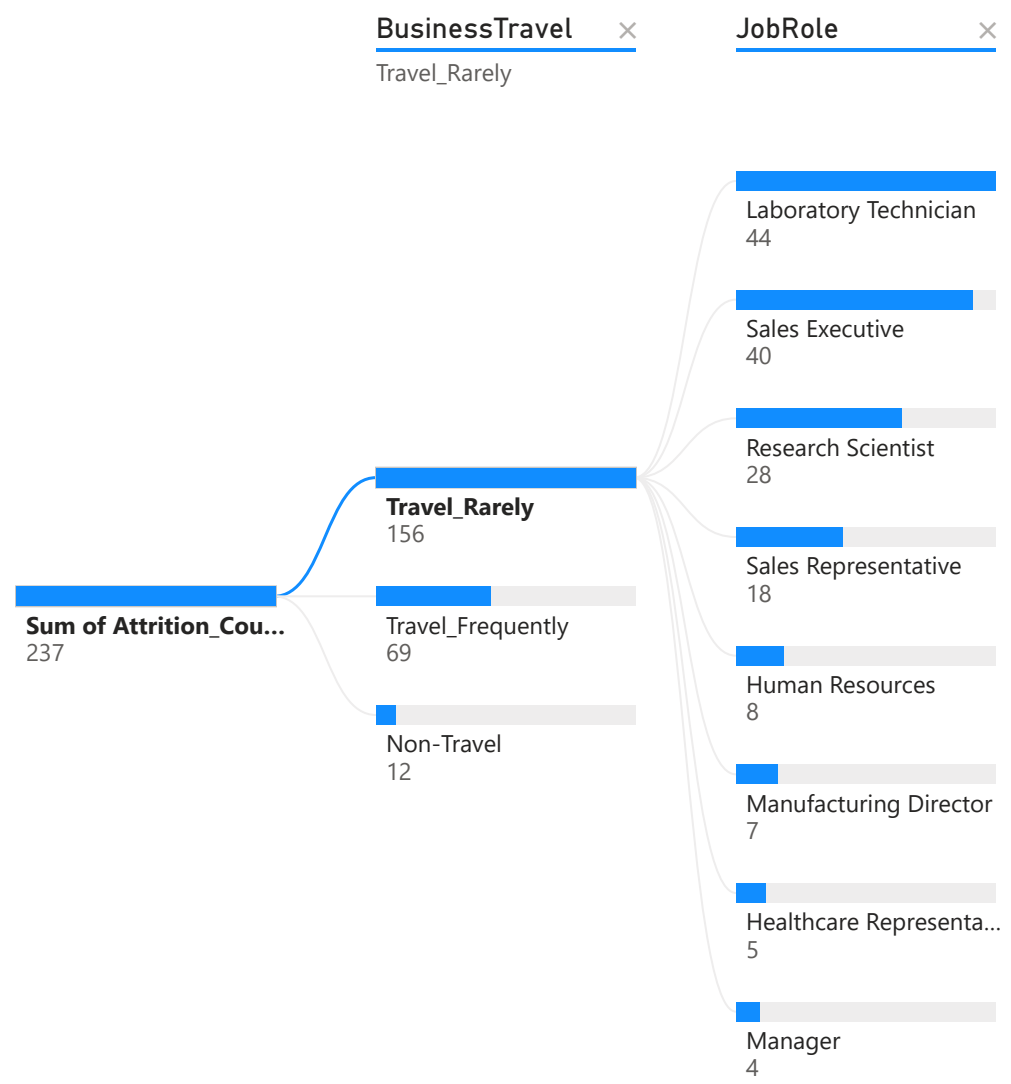 BusinessTravel
Travel_Rarely
JobRole
Sum of Attrition_Cou...
237
Travel_Rarely
156
Travel_Frequently
69
Non-Travel
12
Laboratory Technician
44
Sales Executive
40
Research Scientist
28
Sales Representative
18
Human Resources
8
Manufacturing Director
7
Healthcare Representa...
5
Manager
4